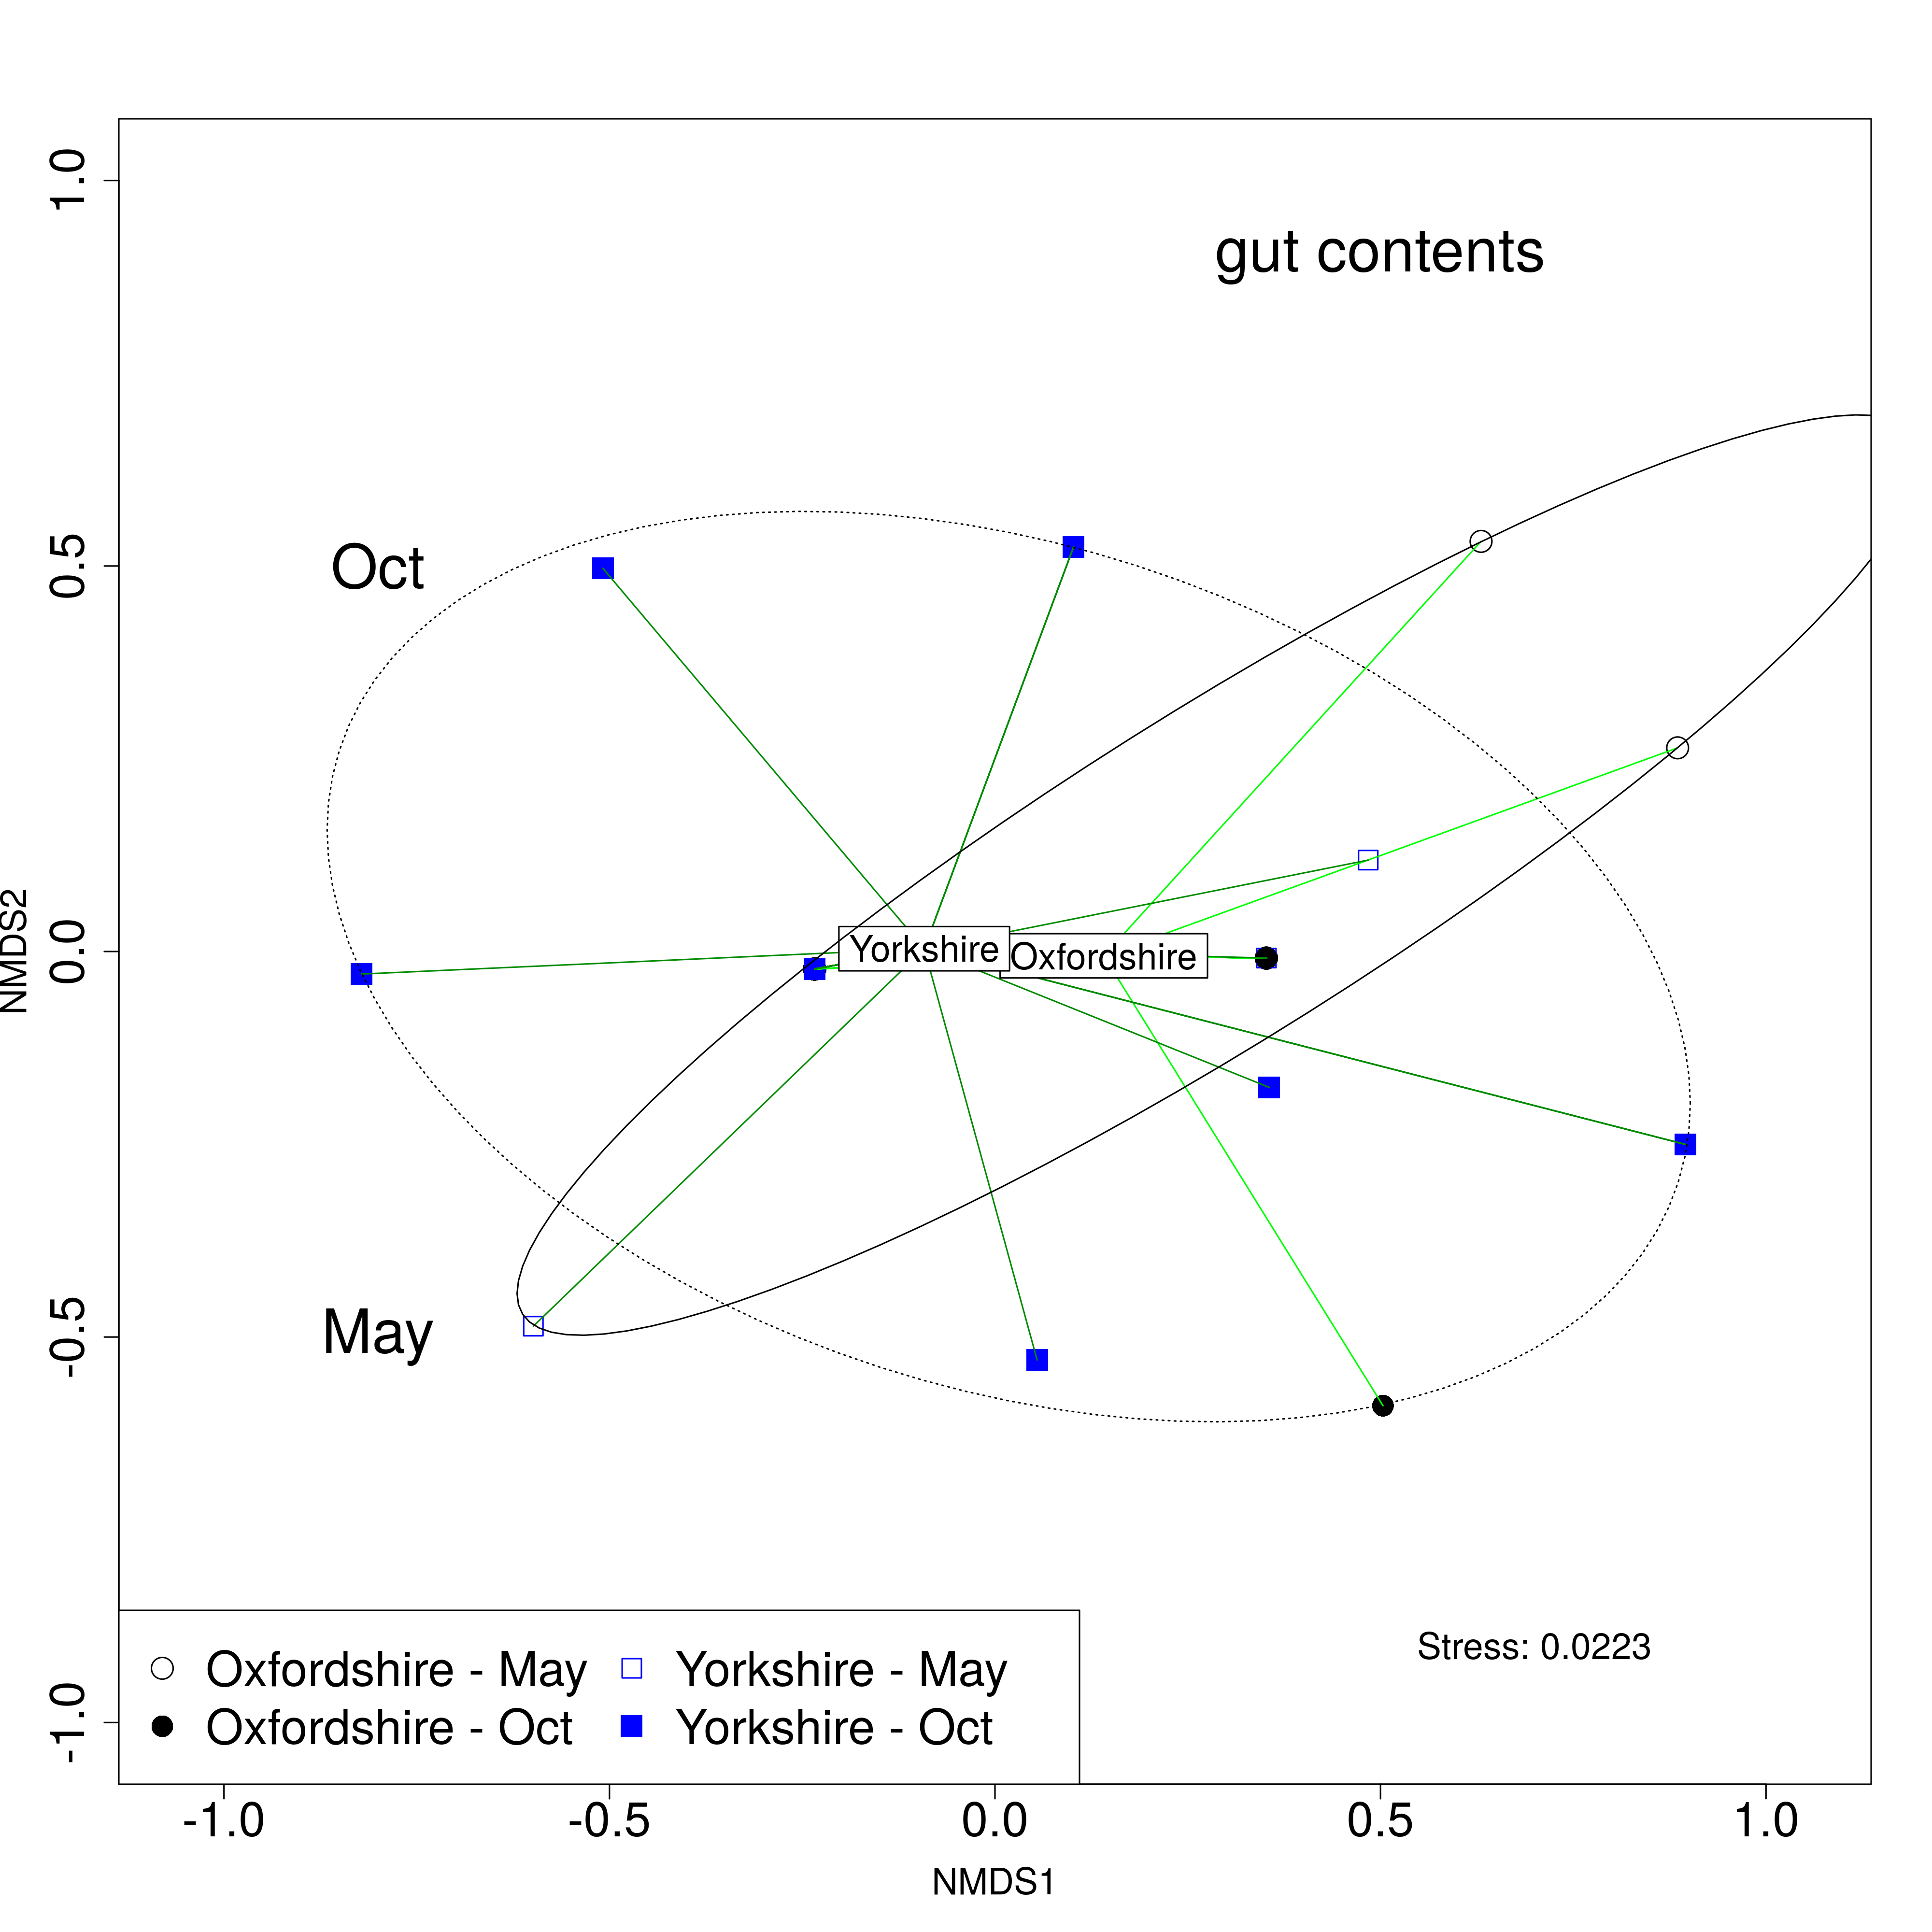 gut contents
Oct
Yorkshire
Oxfordshire
May
Stress: 0.0223
Oxfordshire - May
Yorkshire - May
Oxfordshire - Oct
Yorkshire - Oct
1.0
0.5
0.0
-0.5
-1.0
NMDS2
-1.0
-0.5
0.0
0.5
1.0
NMDS1